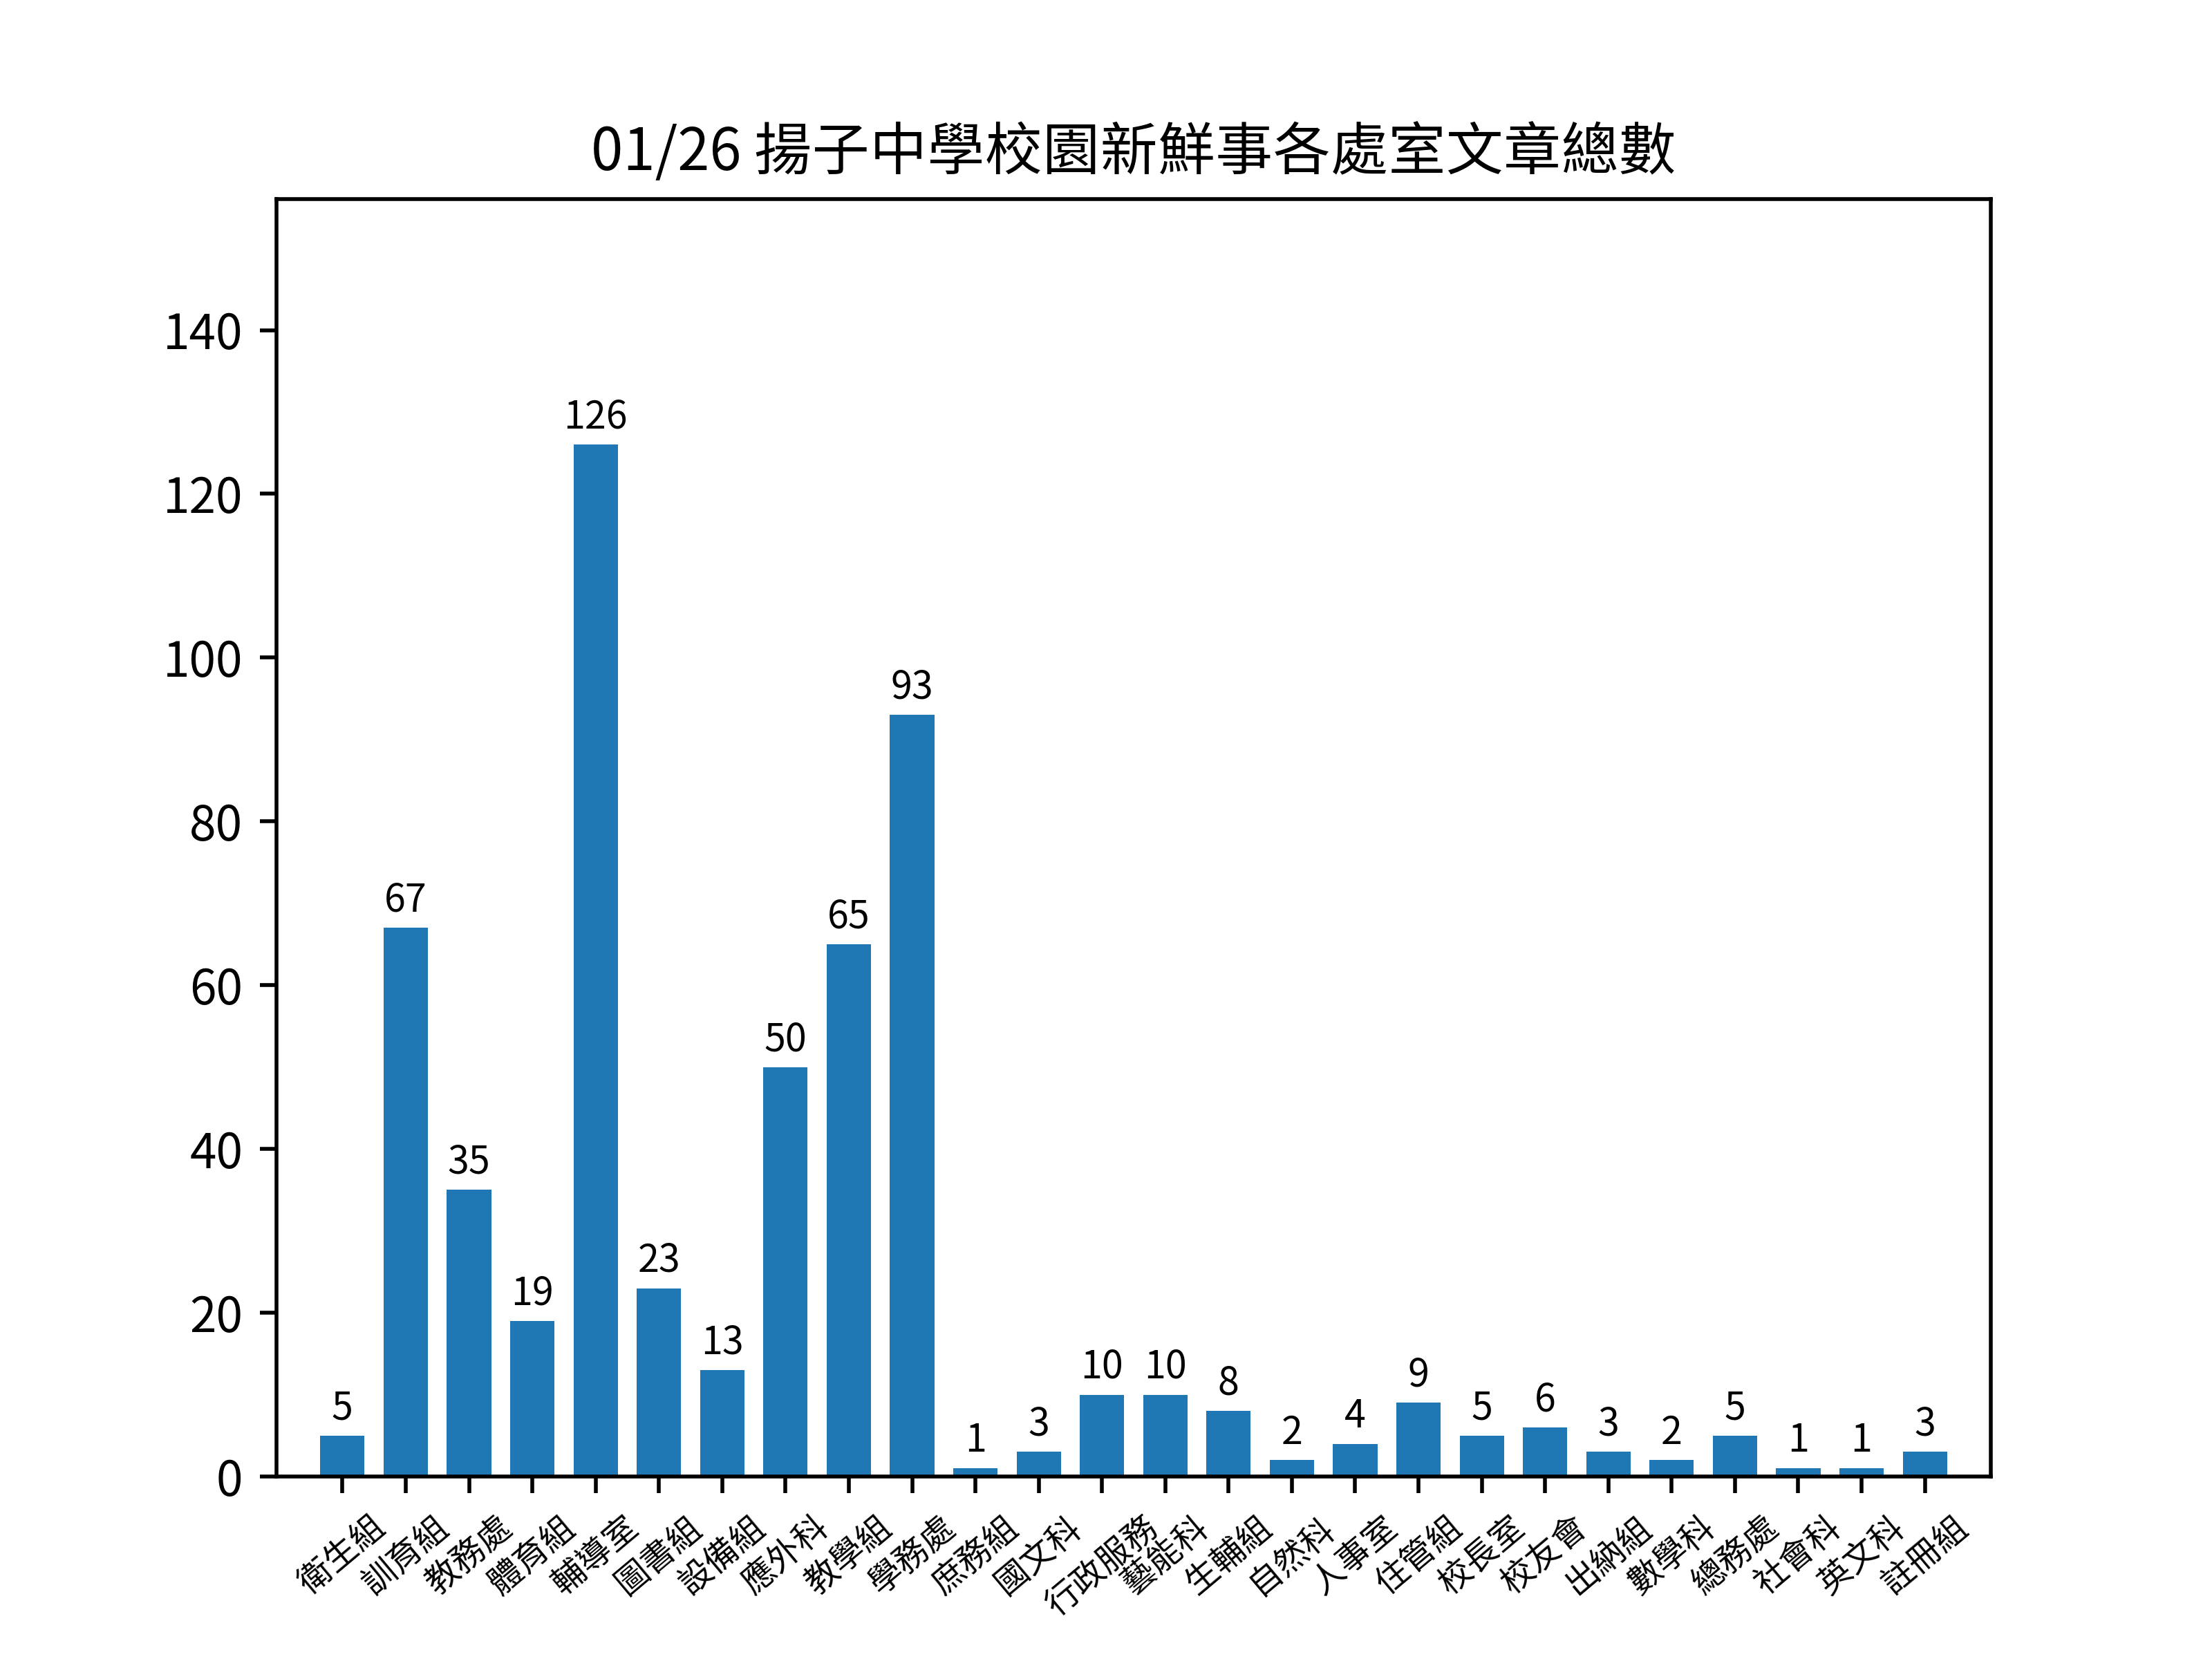 01/26 揚子中學校園新鮮事各處室文章總數
140
120
100
80
60
40
20
0
5
67
35
19
126
23
13
50
65
93
1
3
10
10
8
2
4
9
5
6
3
2
5
1
1
3
衛生組
訓育組
教務處
體育組
輔導室
圖書組
設備組
應外科
教學組
學務處
庶務組
國文科
行政服務
藝能科
生輔組
自然科
人事室
住管組
校長室
校友會
出納組
數學科
總務處
社會科
英文科
註冊組